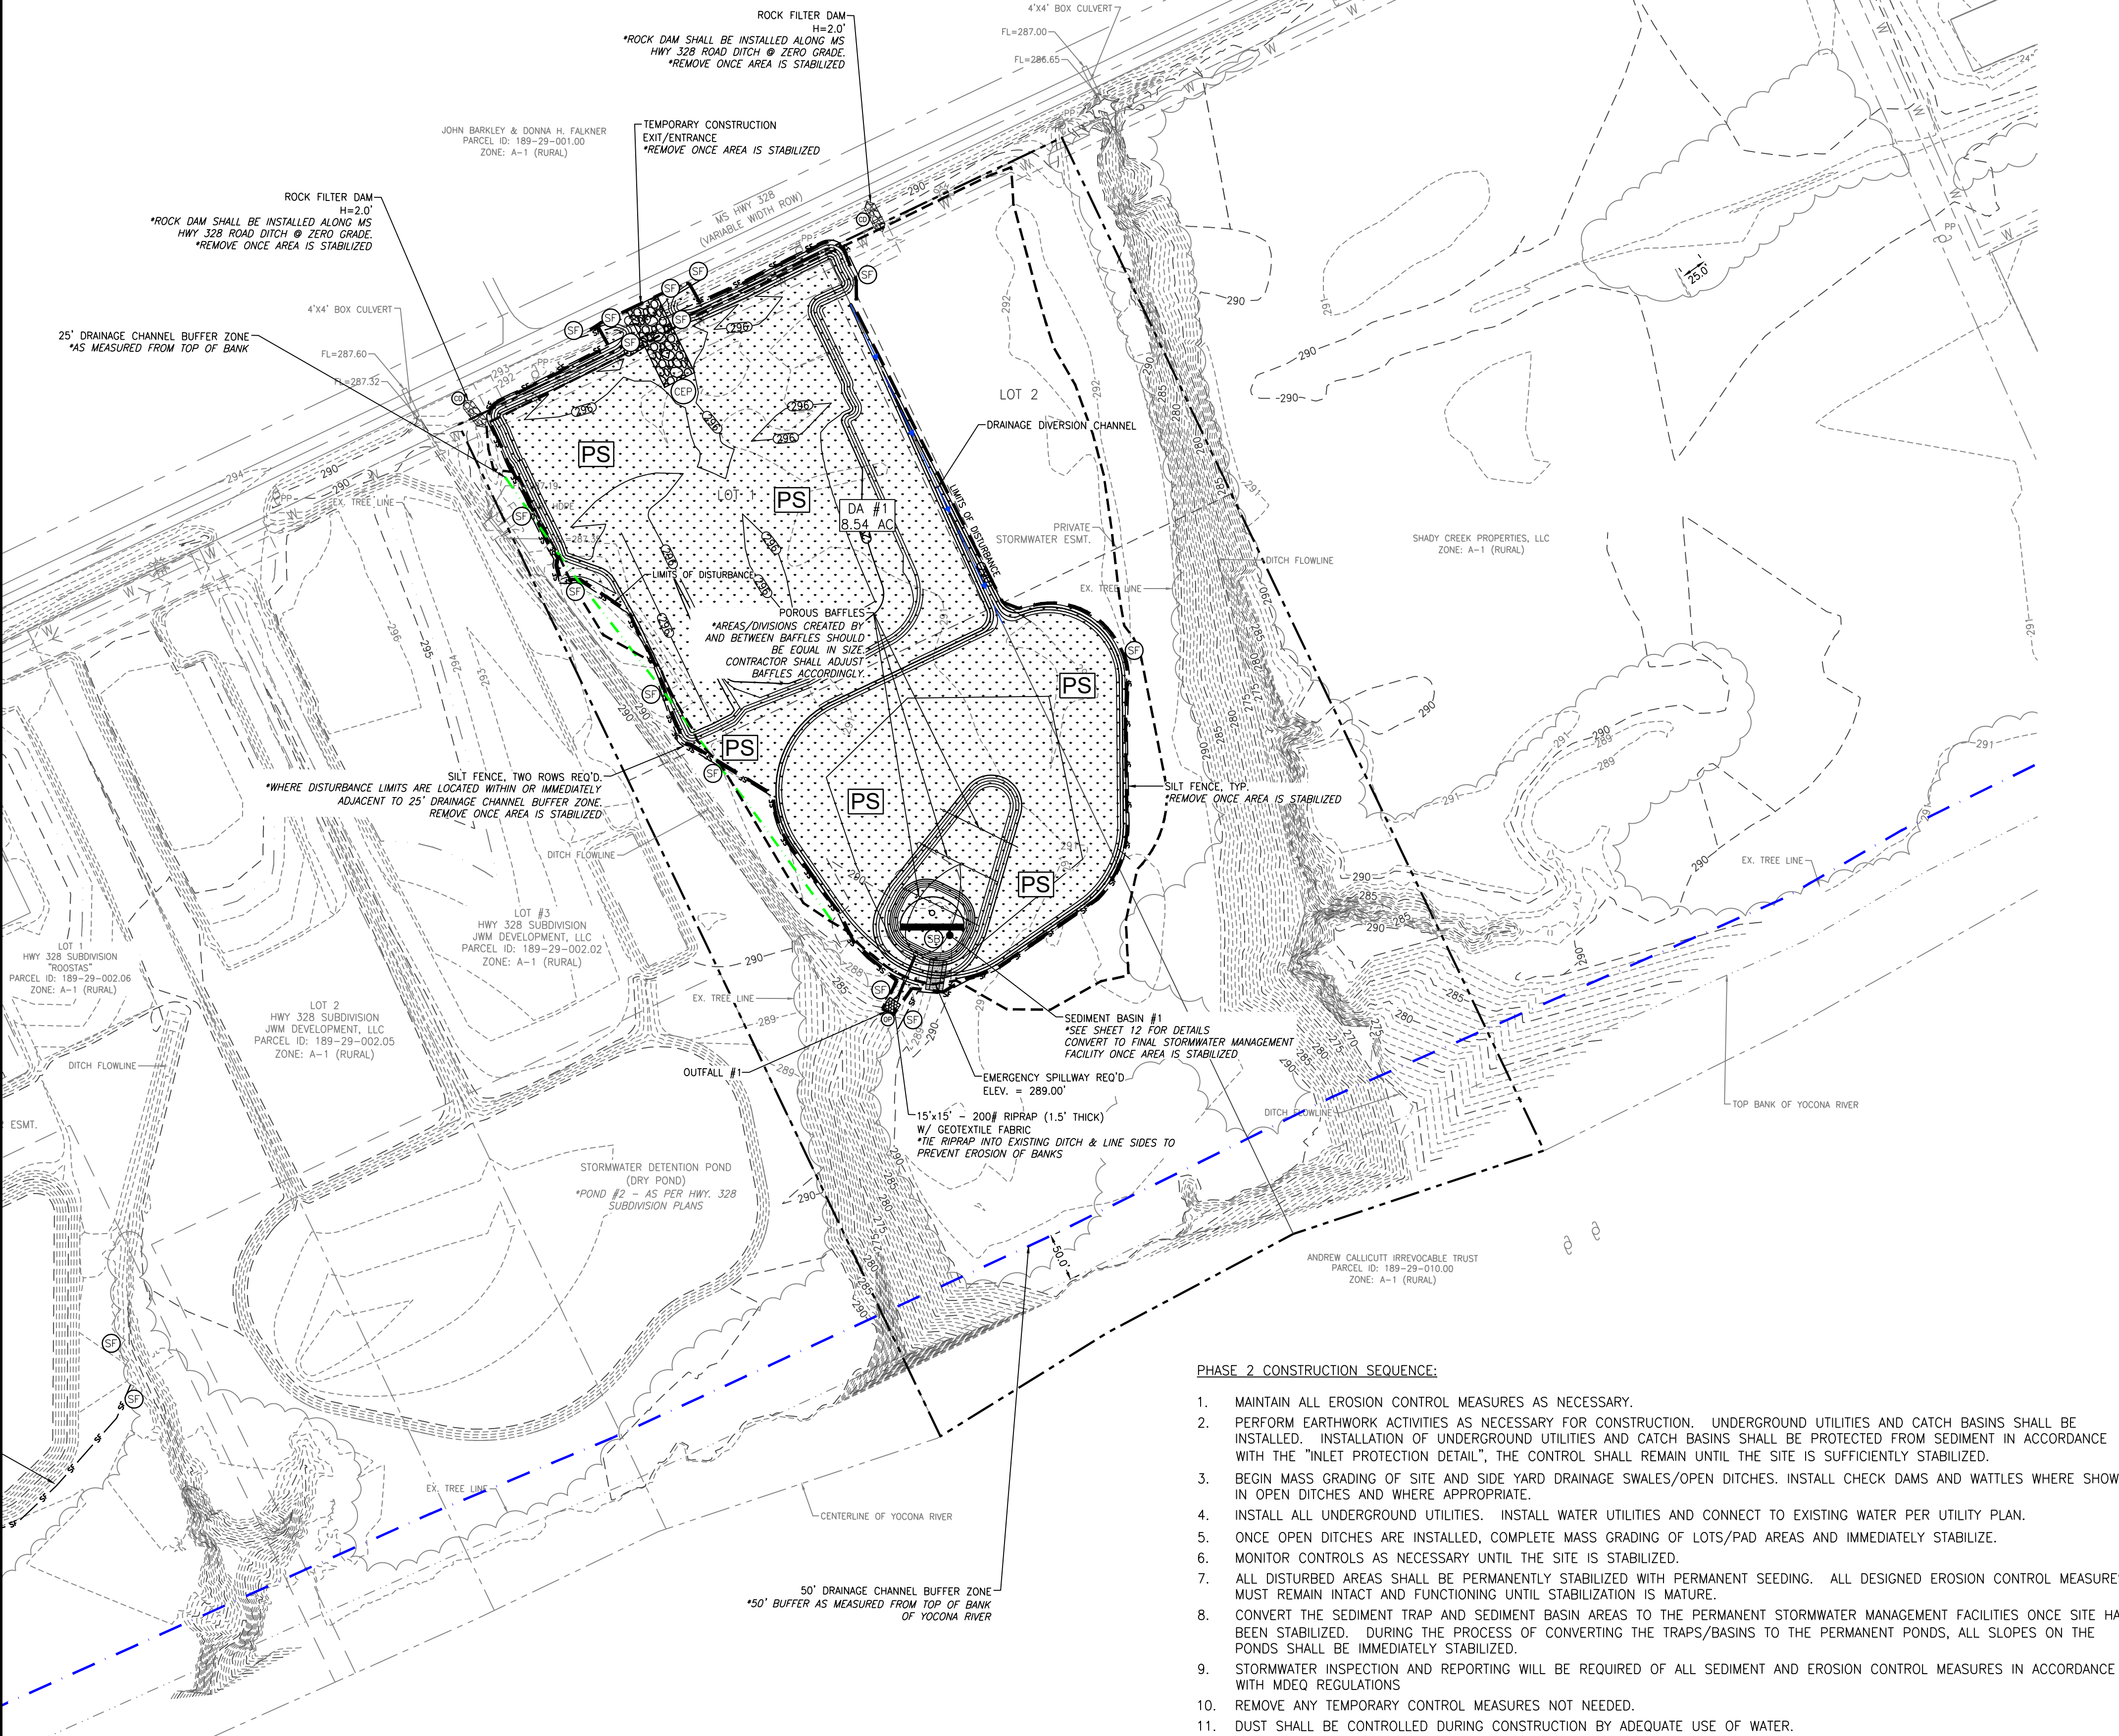 ROCK FILTER DAM
H=2.0'
*ROCK DAM SHALL BE INSTALLED ALONG MS
HWY 328 ROAD DITCH @ ZERO GRADE.
*REMOVE ONCE AREA IS STABILIZED
4'X4' BOX CULVERT
FL=287.00
FL=286.65
JOHN BARKLEY & DONNA H. FALKNER
PARCEL ID: 189-29-001.00
ZONE: A-1 (RURAL)
TEMPORARY CONSTRUCTION
EXIT/ENTRANCE
*REMOVE ONCE AREA IS STABILIZED
ROCK FILTER DAM
H=2.0'
*ROCK DAM SHALL BE INSTALLED ALONG MS
HWY 328 ROAD DITCH @ ZERO GRADE.
*REMOVE ONCE AREA IS STABILIZED
MS HWY 328
(VARIABLE WIDTH ROW)
4'X4' BOX CULVERT
25' DRAINAGE CHANNEL BUFFER ZONE
*AS MEASURED FROM TOP OF BANK
FL=287.60
FL=287.32
25.0'
CEP
LOT 2
DRAINAGE DIVERSION CHANNEL
PS
LOT 1
PS
DA #1
8.54 AC
LIMITS OF DISTURBANCE
EX. TREE LINE
PRIVATE
STORMWATER ESMT.
SHADY CREEK PROPERTIES, LLC
ZONE: A-1 (RURAL)
DITCH FLOWLINE
LIMITS OF DISTURBANCE
EX. TREE LINE
POROUS BAFFLES
*AREAS/DIVISIONS CREATED BY
AND BETWEEN BAFFLES SHOULD
BE EQUAL IN SIZE.
CONTRACTOR SHALL ADJUST
BAFFLES ACCORDINGLY.
PS
PS
PS
PS
SILT FENCE, TWO ROWS REQ'D.
*WHERE DISTURBANCE LIMITS ARE LOCATED WITHIN OR IMMEDIATELY
ADJACENT TO 25' DRAINAGE CHANNEL BUFFER ZONE.
REMOVE ONCE AREA IS STABILIZED
SILT FENCE, TYP.
*REMOVE ONCE AREA IS STABILIZED
DITCH FLOWLINE
EX. TREE LINE
LOT #3
HWY 328 SUBDIVISION
JWM DEVELOPMENT, LLC
PARCEL ID: 189-29-002.02
ZONE: A-1 (RURAL)
LOT 1
HWY 328 SUBDIVISION
"ROOSTAS"
PARCEL ID: 189-29-002.06
ZONE: A-1 (RURAL)
LOT 2
HWY 328 SUBDIVISION
JWM DEVELOPMENT, LLC
PARCEL ID: 189-29-002.05
ZONE: A-1 (RURAL)
EX. TREE LINE
SEDIMENT BASIN #1
*SEE SHEET 12 FOR DETAILS
CONVERT TO FINAL STORMWATER MANAGEMENT
FACILITY ONCE AREA IS STABILIZED
DITCH FLOWLINE
OUTFALL #1
EMERGENCY SPILLWAY REQ'D
ELEV. = 289.00'
15'x15' - 200# RIPRAP (1.5' THICK)
W/ GEOTEXTILE FABRIC
*TIE RIPRAP INTO EXISTING DITCH & LINE SIDES TO
PREVENT EROSION OF BANKS
DITCH FLOWLINE
TOP BANK OF YOCONA RIVER
ESMT.
STORMWATER DETENTION POND
(DRY POND)
*POND #2 - AS PER HWY. 328
SUBDIVISION PLANS
50.0'
ANDREW CALLICUTT IRREVOCABLE TRUST
PARCEL ID: 189-29-010.00
ZONE: A-1 (RURAL)
EX. TREE LINE
CENTERLINE OF YOCONA RIVER
50' DRAINAGE CHANNEL BUFFER ZONE
*50' BUFFER AS MEASURED FROM TOP OF BANK
OF YOCONA RIVER
PHASE 2 CONSTRUCTION SEQUENCE:
1. MAINTAIN ALL EROSION CONTROL MEASURES AS NECESSARY.
2. PERFORM EARTHWORK ACTIVITIES AS NECESSARY FOR CONSTRUCTION. UNDERGROUND UTILITIES AND CATCH BASINS SHALL BE
INSTALLED. INSTALLATION OF UNDERGROUND UTILITIES AND CATCH BASINS SHALL BE PROTECTED FROM SEDIMENT IN ACCORDANCE
WITH THE "INLET PROTECTION DETAIL", THE CONTROL SHALL REMAIN UNTIL THE SITE IS SUFFICIENTLY STABILIZED.
3. BEGIN MASS GRADING OF SITE AND SIDE YARD DRAINAGE SWALES/OPEN DITCHES. INSTALL CHECK DAMS AND WATTLES WHERE SHOW
IN OPEN DITCHES AND WHERE APPROPRIATE.
4. INSTALL ALL UNDERGROUND UTILITIES. INSTALL WATER UTILITIES AND CONNECT TO EXISTING WATER PER UTILITY PLAN.
5. ONCE OPEN DITCHES ARE INSTALLED, COMPLETE MASS GRADING OF LOTS/PAD AREAS AND IMMEDIATELY STABILIZE.
6. MONITOR CONTROLS AS NECESSARY UNTIL THE SITE IS STABILIZED.
7. ALL DISTURBED AREAS SHALL BE PERMANENTLY STABILIZED WITH PERMANENT SEEDING. ALL DESIGNED EROSION CONTROL MEASURE
MUST REMAIN INTACT AND FUNCTIONING UNTIL STABILIZATION IS MATURE.
8. CONVERT THE SEDIMENT TRAP AND SEDIMENT BASIN AREAS TO THE PERMANENT STORMWATER MANAGEMENT FACILITIES ONCE SITE HA
BEEN STABILIZED. DURING THE PROCESS OF CONVERTING THE TRAPS/BASINS TO THE PERMANENT PONDS, ALL SLOPES ON THE
PONDS SHALL BE IMMEDIATELY STABILIZED.
9. STORMWATER INSPECTION AND REPORTING WILL BE REQUIRED OF ALL SEDIMENT AND EROSION CONTROL MEASURES IN ACCORDANCE
WITH MDEQ REGULATIONS
10. REMOVE ANY TEMPORARY CONTROL MEASURES NOT NEEDED.
11. DUST SHALL BE CONTROLLED DURING CONSTRUCTION BY ADEQUATE USE OF WATER.